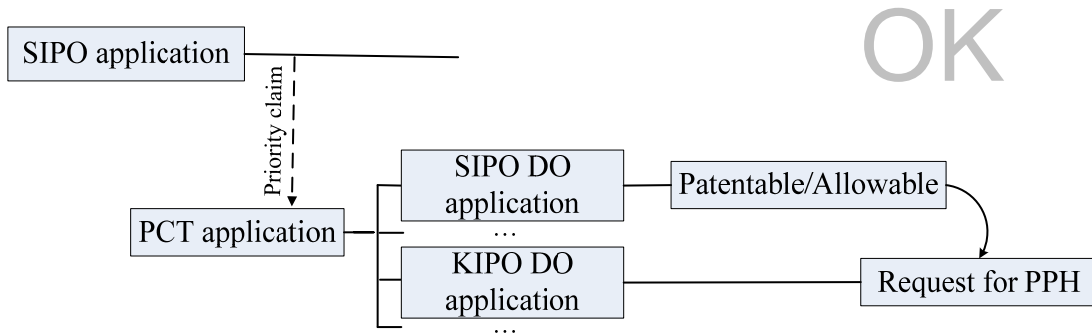 OK
SIPO application
Priority claim
SIPO DO
application
Patentable/Allowable
…
PCT application
KIPO DO
application
Request for PPH
…